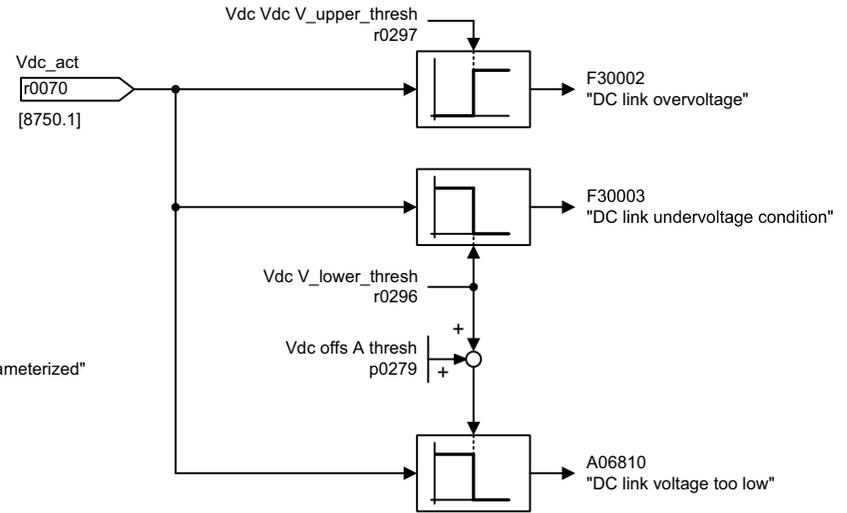 Vdc Vdc V_upper_thresh
r0297
Vdc_act
r0070
[8750.1]
F30002
"DC link overvoltage"
F30003
"DC link undervoltage condition"
Vdc V_lower_thresh
r0296
+
Vdc offs A thresh
p0279
+
ameterized"
A06810
"DC link voltage too low"